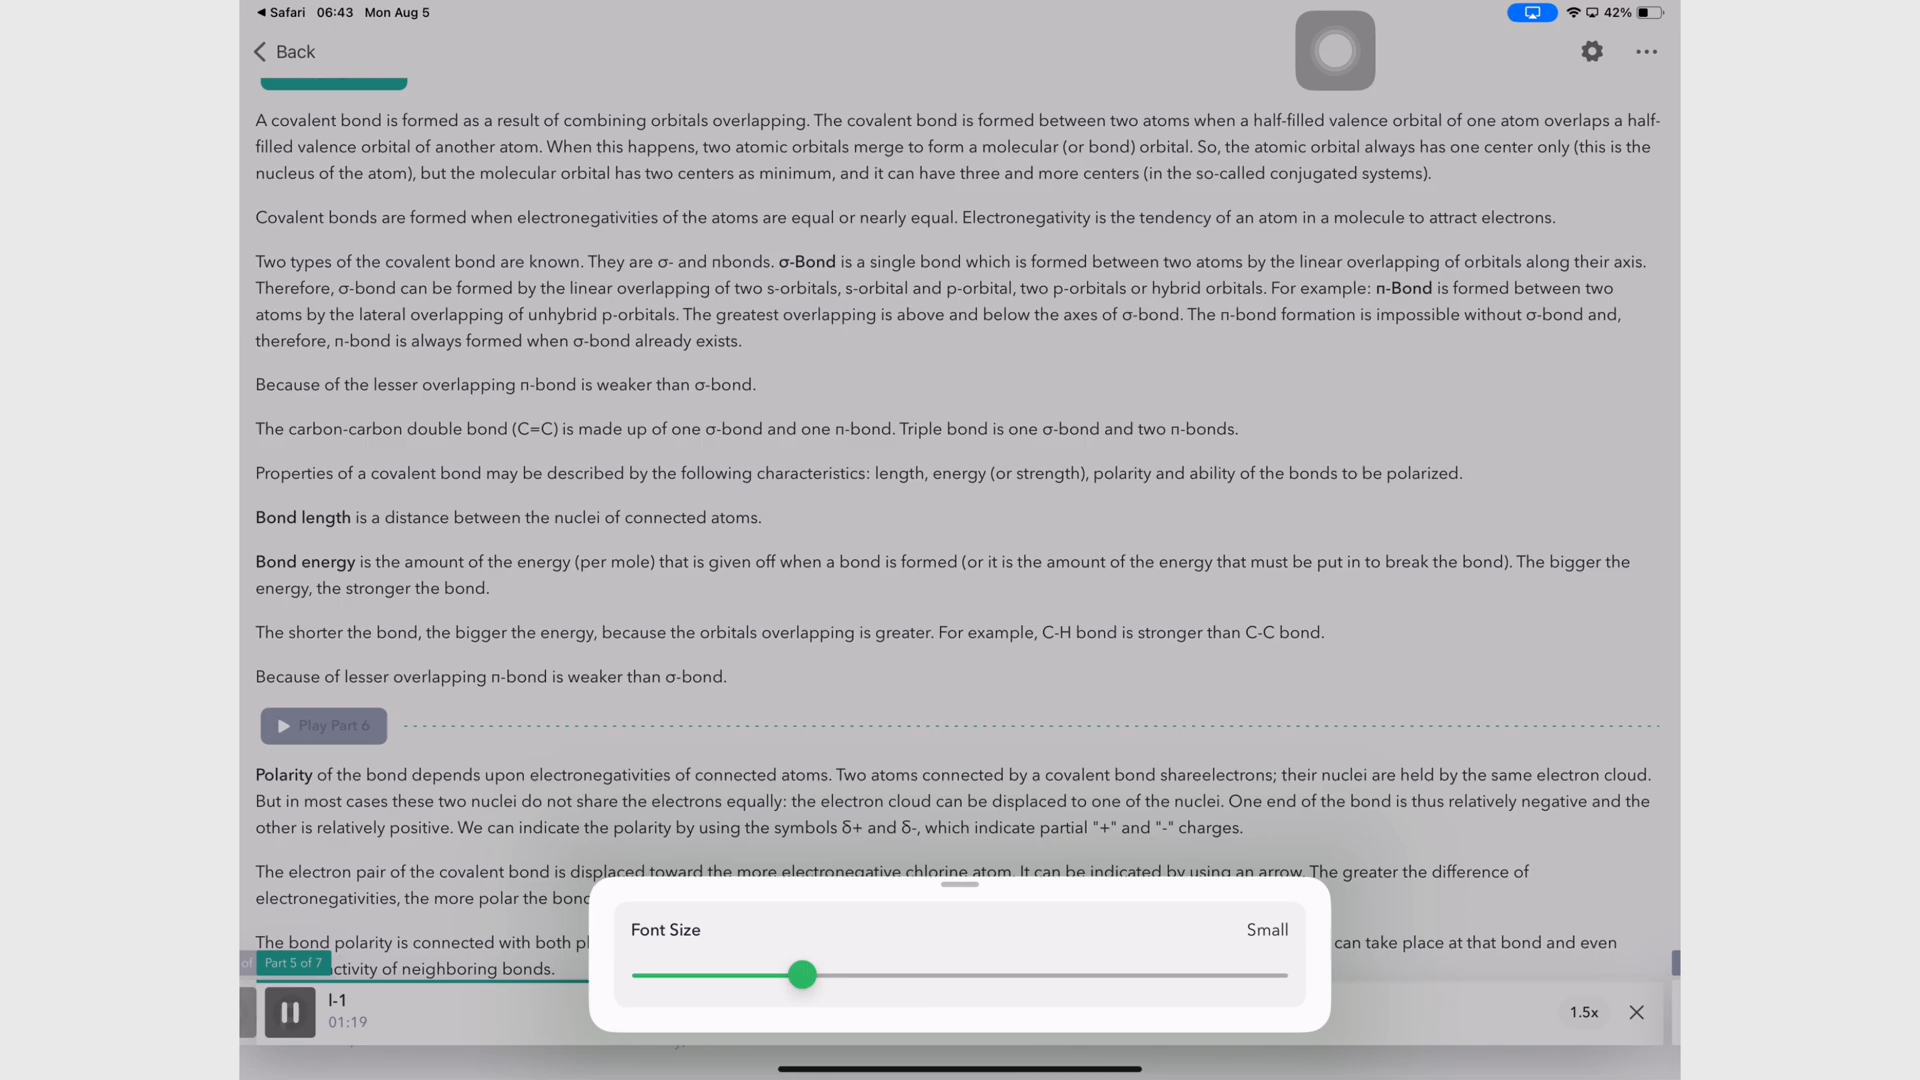 Safari 06:43 Mon Aug 5
42%
Back
A covalent bond is formed as a result of combining orbitals overlapping. The covalent bond is formed between two atoms when a half-filled valence orbital of one atom overlaps a half-
filled valence orbital of another atom. When this happens, two atomic orbitals merge to form a molecular (or bond) orbital. So, the atomic orbital always has one center only (this is the
nucleus of the atom), but the molecular orbital has two centers as minimum, and it can have three and more centers (in the so-called conjugated systems).
Covalent bonds are formed when electronegativities of the atoms are equal or nearly equal. Electronegativity is the tendency of an atom in a molecule to attract electrons.
Two types of the covalent bond are known. They are σ- and пbonds. σ-Bond is a single bond which is formed between two atoms by the linear overlapping of orbitals along their axis.
Therefore, σ-bond can be formed by the linear overlapping of two s-orbitals, s-orbital and p-orbital, two p-orbitals or hybrid orbitals. For example: п-Bond is formed between two
atoms by the lateral overlapping of unhybrid p-orbitals. The greatest overlapping is above and below the axes of σ-bond. The п-bond formation is impossible without σ-bond and,
therefore, п-bond is always formed when σ-bond already exists.
Because of the lesser overlapping п-bond is weaker than σ-bond.
The carbon-carbon double bond (C=C) is made up of one σ-bond and one п-bond. Triple bond is one σ-bond and two п-bonds.
Properties of a covalent bond may be described by the following characteristics: length, energy (or strength), polarity and ability of the bonds to be polarized.
Bond length is a distance between the nuclei of connected atoms.
Bond energy is the amount of the energy (per mole) that is given off when a bond is formed (or it is the amount of the energy that must be put in to break the bond). The bigger the
energy, the stronger the bond.
The shorter the bond, the bigger the energy, because the orbitals overlapping is greater. For example, C-H bond is stronger than C-C bond.
Because of lesser overlapping п-bond is weaker than σ-bond.
Play Part 6
Polarity of the bond depends upon electronegativities of connected atoms. Two atoms connected by a covalent bond shareelectrons; their nuclei are held by the same electron cloud.
But in most cases these two nuclei do not share the electrons equally: the electron cloud can be displaced to one of the nuclei. One end of the bond is thus relatively negative and the
other is relatively positive. We can indicate the polarity by using the symbols δ+ and δ-, which indicate partial "+" and "-" charges.
The electron pair of the covalent bond is displaced toward the more electronegative chlorine atom. It can be indicated by using an arrow. The greater the difference of
electronegativities, the more polar the bond
Font Size Small
The bond polarity is connected with both can take place at that bond and even
of Part 5 of 7
activity of neighboring bonds.
l-1
01:19
1.5x